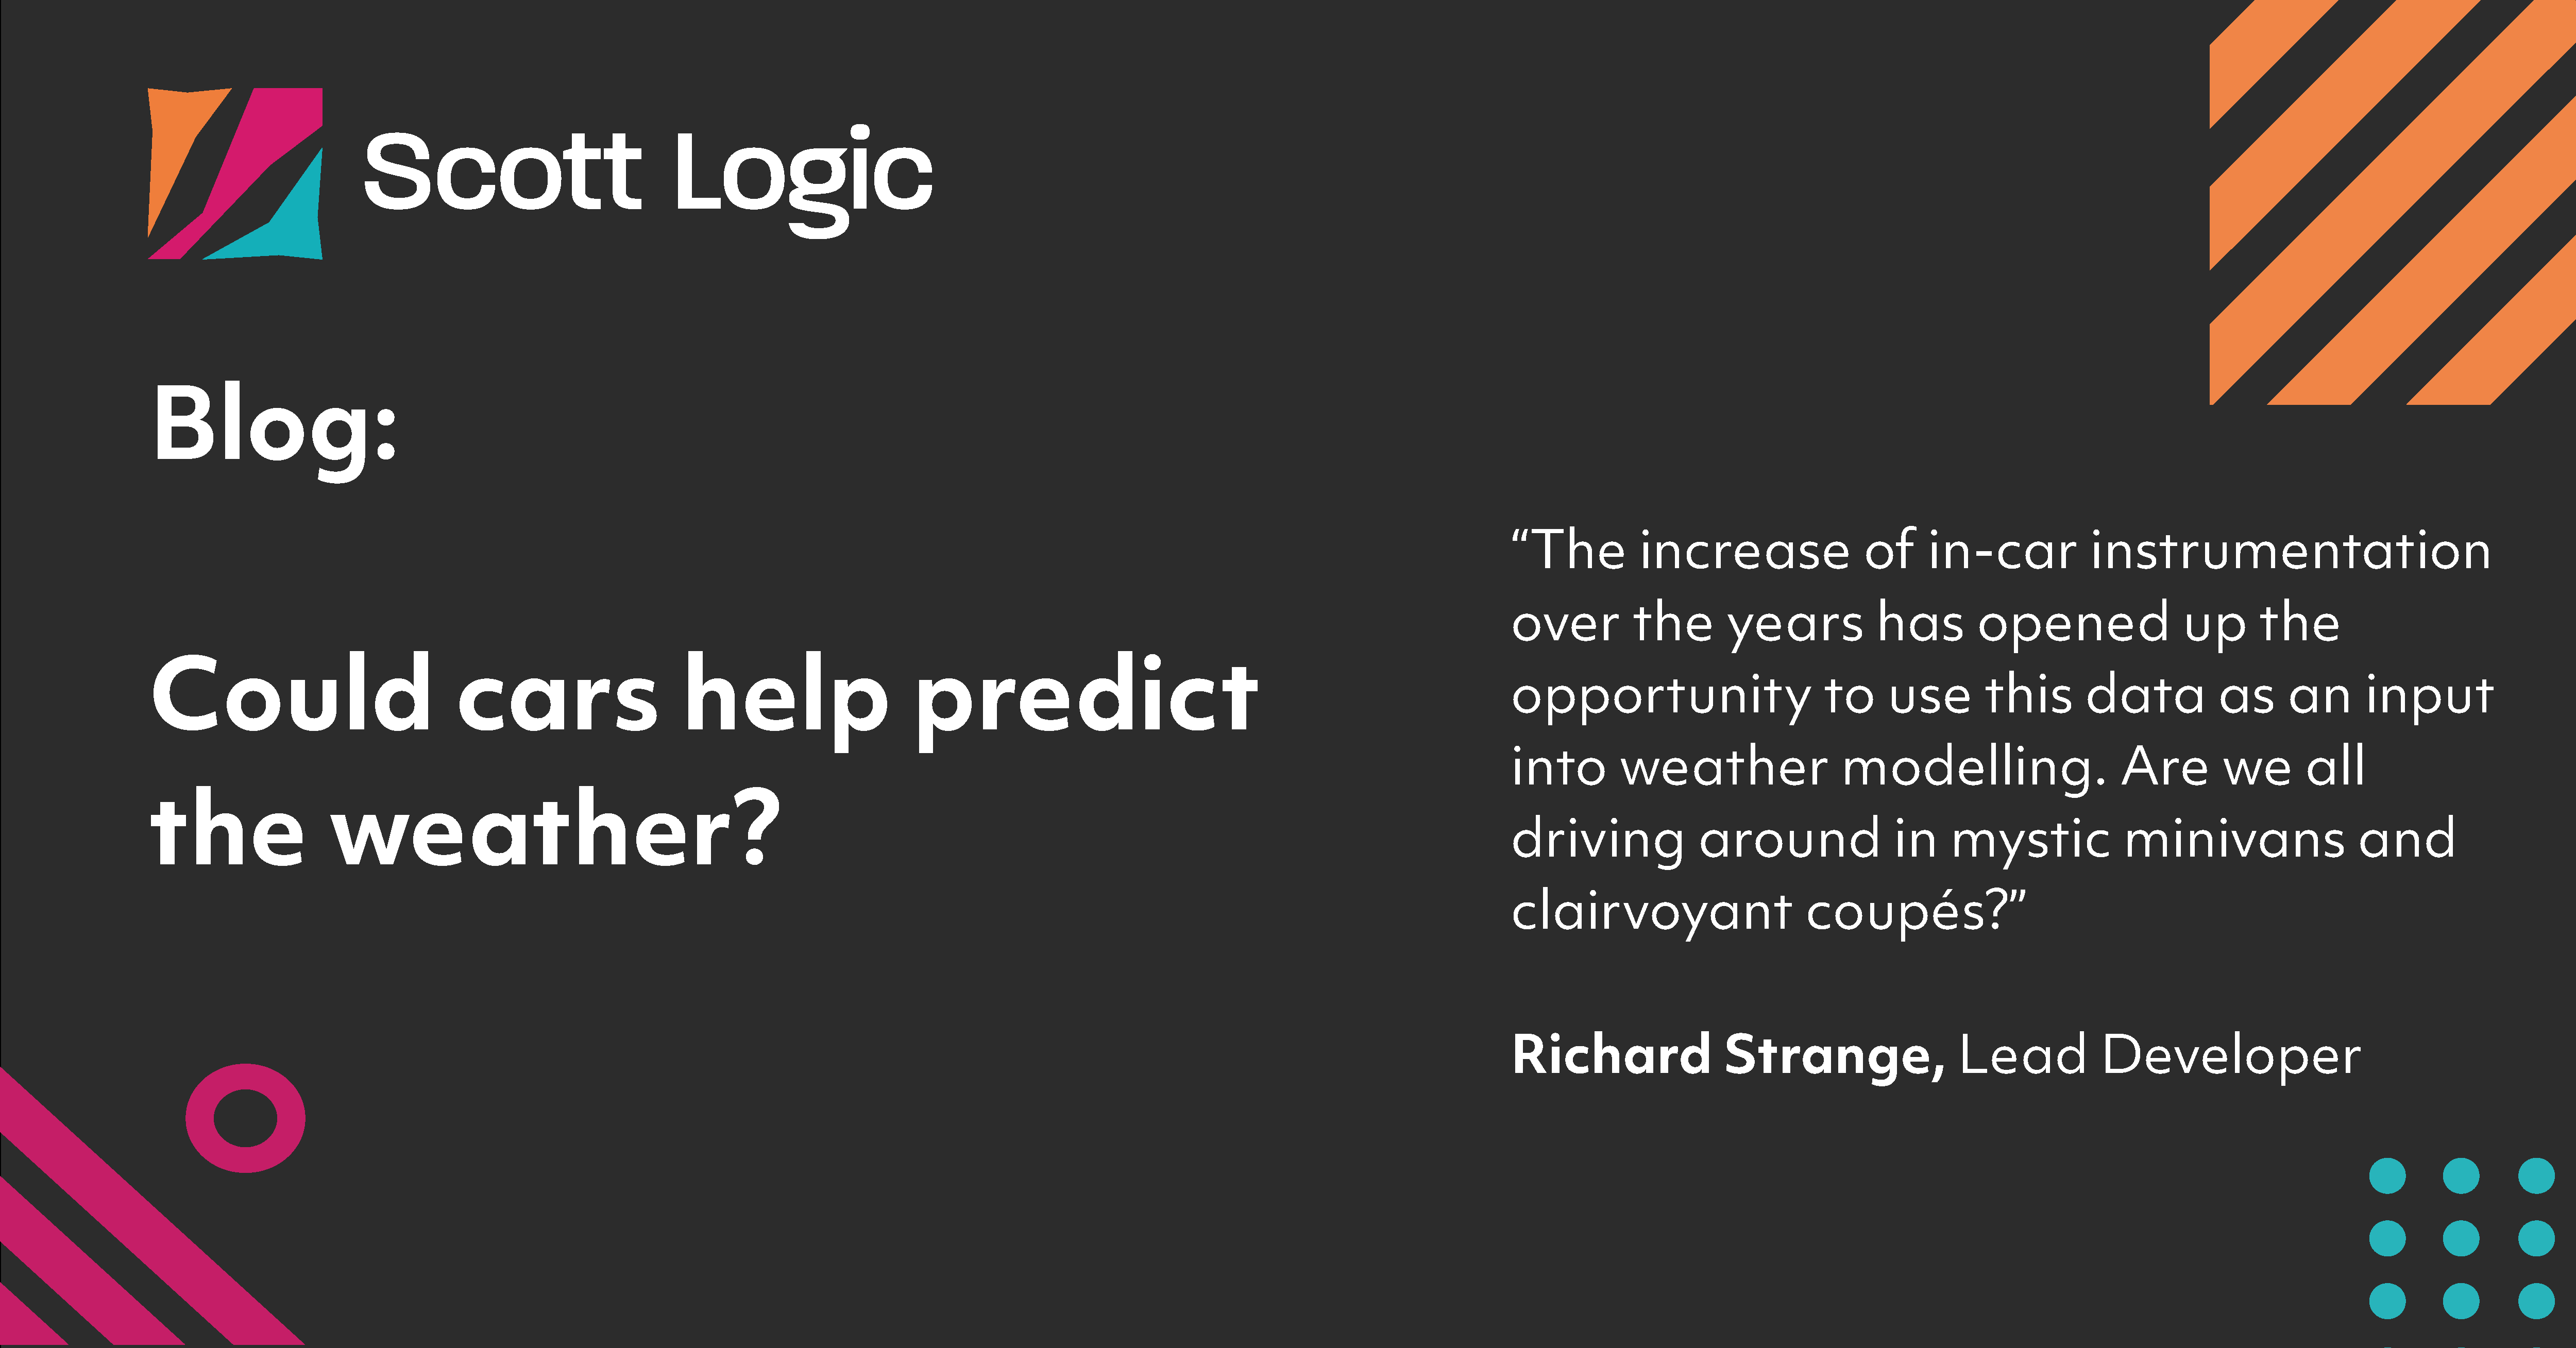 Scott Logic
Blog:
Could cars help predict
the weather?
“The increase of in-car instrumentation
over the years has opened up the
opportunity to use this data as an input
into weather modelling. Are we all
driving around in mystic minivans and
clairvoyant coupés?”
Richard Strange, Lead Developer